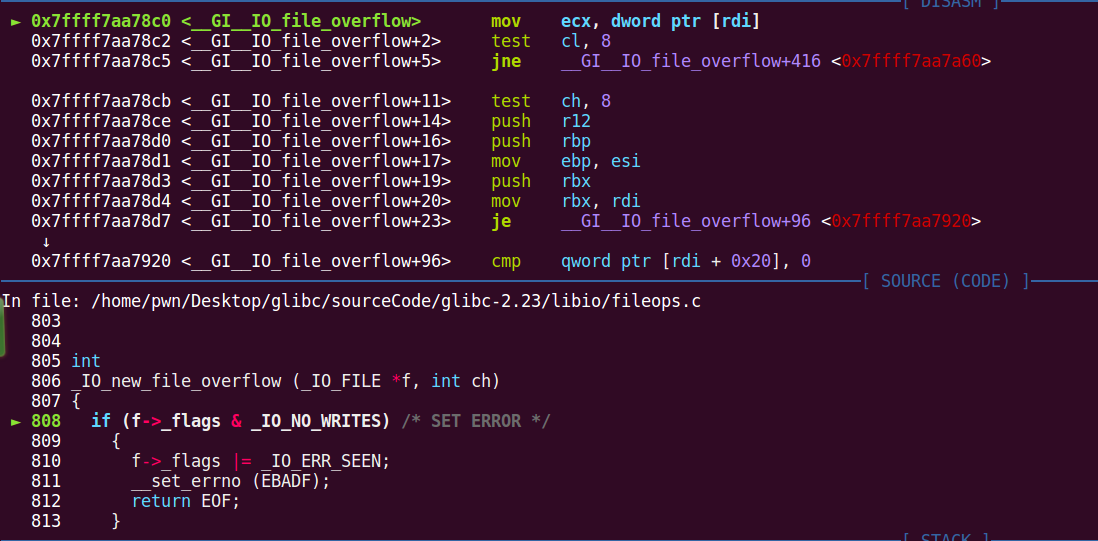 [ DISASM ]
► 0x7ffff7aa78c0 <__GI__IO_file_overflow> mov ecx, dword ptr [rdi]
0x7ffff7aa78c2 <__GI__IO_file_overflow+2> test cl, 8
0x7ffff7aa78c5 <__GI__IO_file_overflow+5> jne __GI__IO_file_overflow+416 <0x7ffff7aa7a60>
0x7ffff7aa78cb <__GI__IO_file_overflow+11> test ch, 8
0x7ffff7aa78ce <__GI__IO_file_overflow+14> push r12
0x7ffff7aa78d0 <__GI__IO_file_overflow+16> push rbp
0x7ffff7aa78d1 <__GI__IO_file_overflow+17> mov ebp, esi
0x7ffff7aa78d3 <__GI__IO_file_overflow+19> push rbx
0x7ffff7aa78d4 <__GI__IO_file_overflow+20> mov rbx, rdi
0x7ffff7aa78d7 <__GI__IO_file_overflow+23> je __GI__IO_file_overflow+96 <0x7ffff7aa7920>
↓
0x7ffff7aa7920 <__GI__IO_file_overflow+96> cmp qword ptr [rdi + 0x20], 0
[ SOURCE (CODE) ]
In file: /home/pwn/Desktop/glibc/sourceCode/glibc-2.23/libio/fileops.c
803
804
805 int
806 _IO_new_file_overflow (_IO_FILE *f, int ch)
807 {
► 808 if (f->_flags & _IO_NO_WRITES) /* SET ERROR */
809 {
810 f->_flags |= _IO_ERR_SEEN;
811 __set_errno (EBADF);
812 return EOF;
813 }
[ STACK ]